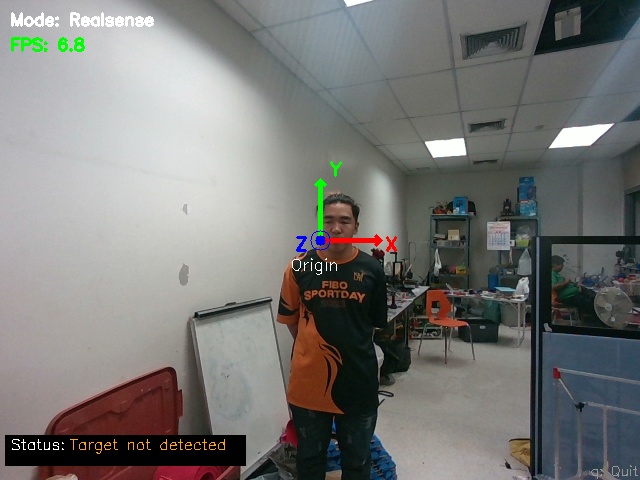 Mode: Realsense
FPS: 6.8
Y
Z
X
Origin
FIBO
SPORTDAY
Status: Target not detected
q: Quit